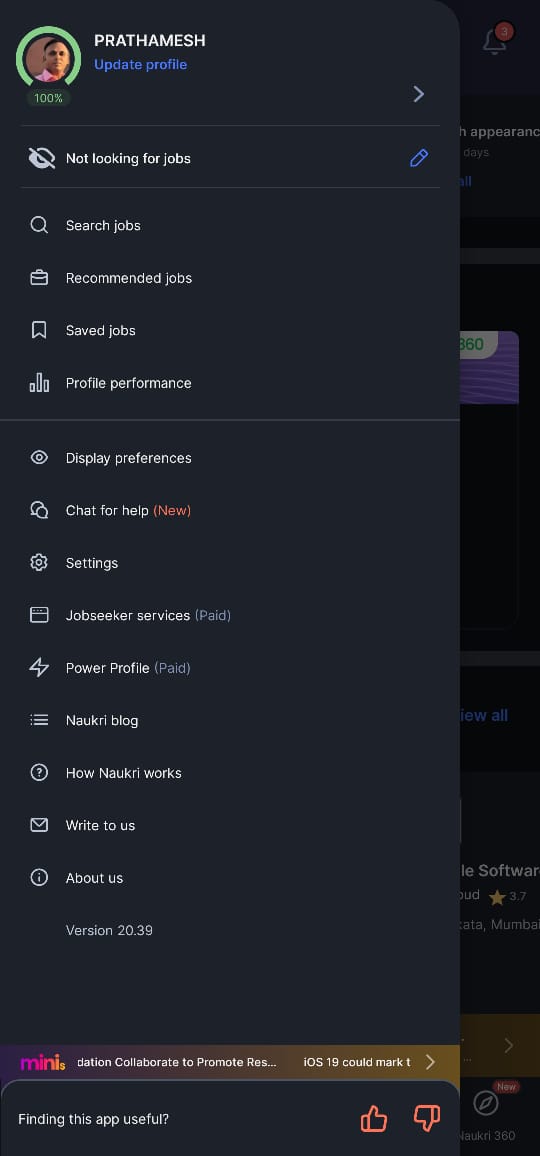 PRATHAMESH
Update profile
100%
Not looking for jobs
Search jobs
Recommended jobs
Saved jobs
Profile performance
Display preferences
Chat for help (New)
Settings
Jobseeker services (Paid)
Power Profile (Paid)
Naukri blog
How Naukri works
Write to us
About us
Version 20.39
minis
dation Collaborate to Promote Res...
iOS 19 could mark t
Finding this app useful?
3
h appearanc
days
all
360
iew all
le Softwar
oud
3.7
kata, Mumbai
...
New
Naukri 360